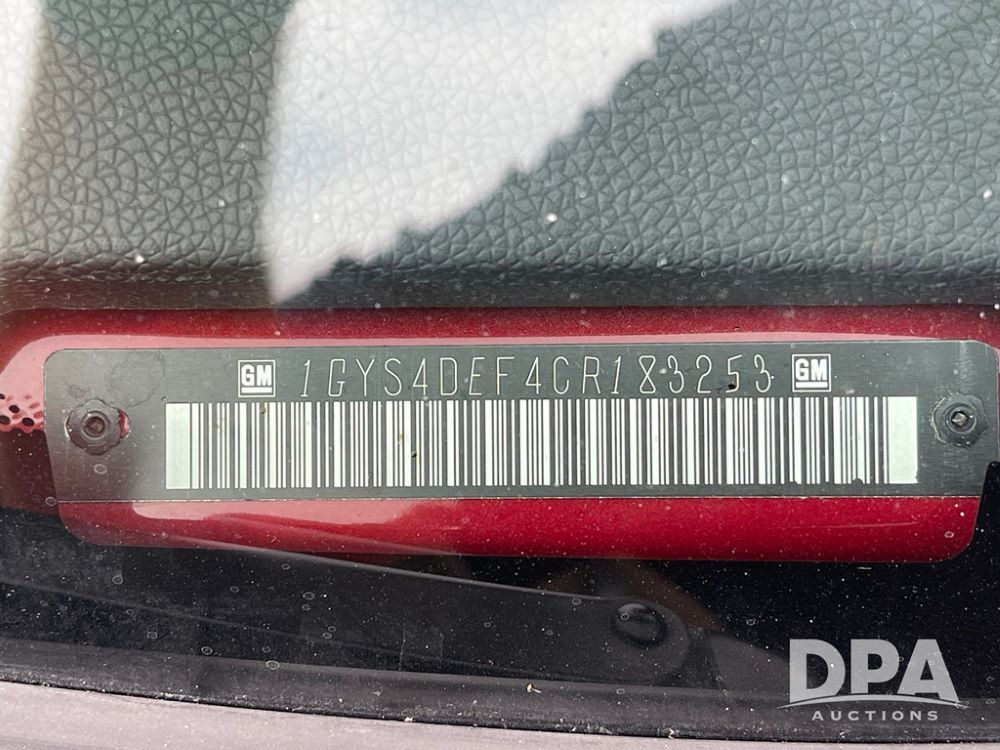 GM 1GYS4DEF4CR183253 GM
DPA
AUCTIONS